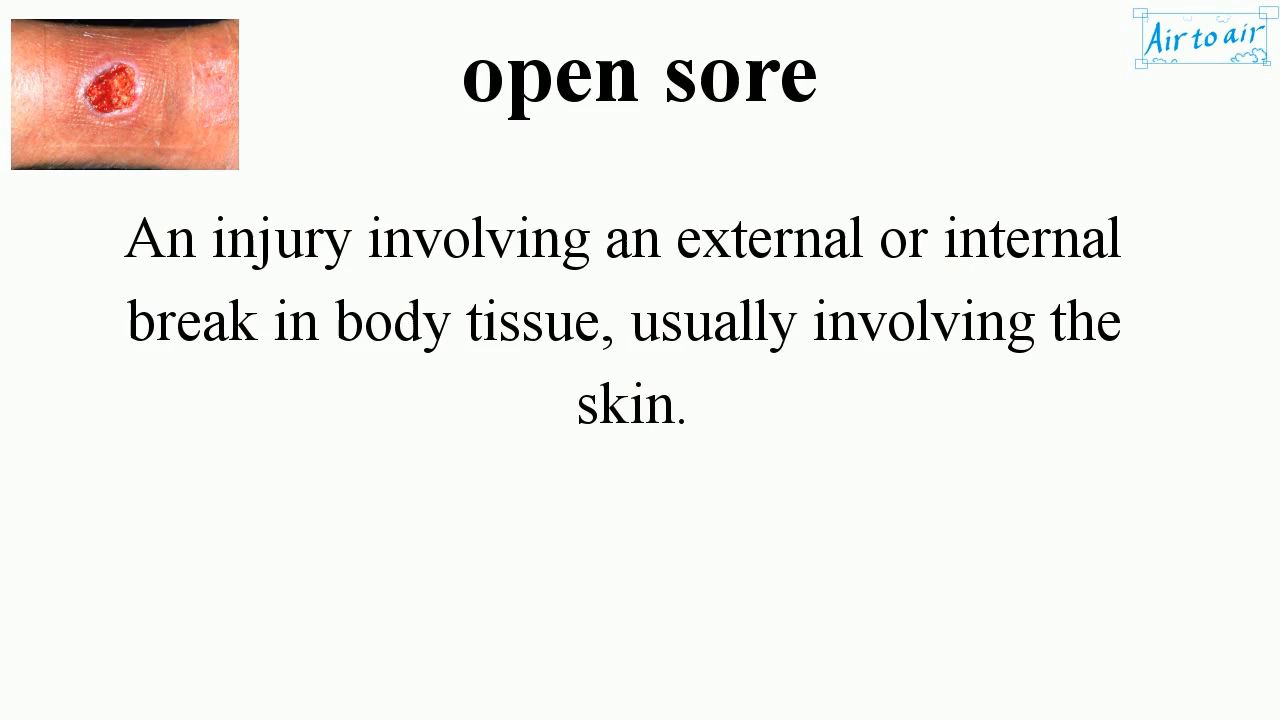 open sore
Air to air
An injury involving an external or internal
break in body tissue, usually involving the
skin.